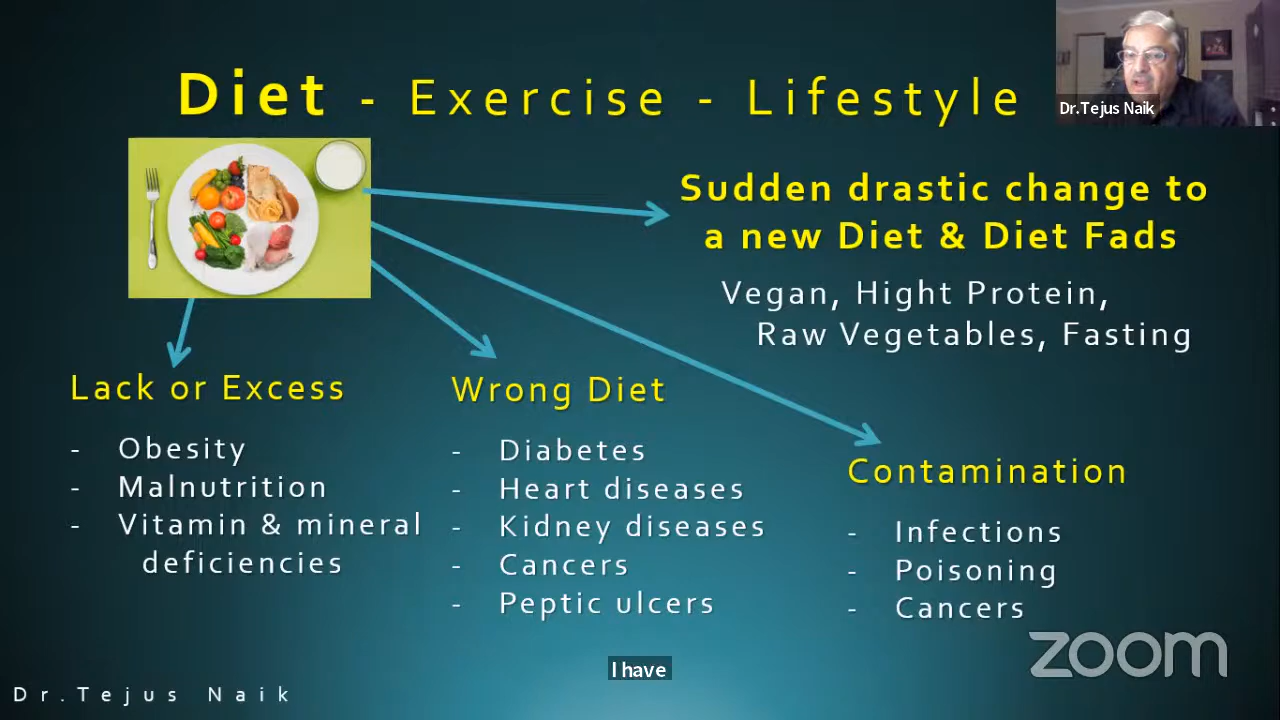 Diet - Exercise - Lifestyle
Dr.Tejus Naik
Sudden drastic change to
a new Diet & Diet Fads
Vegan, Hight Protein,
Raw Vegetables, Fasting
Lack or Excess
- Obesity
- Malnutrition
- Vitamin & mineral
deficiencies
Wrong Diet
- Diabetes
- Heart diseases
- Kidney diseases
- Cancers
- Peptic ulcers
Contamination
- Infections
- Poisoning
- Cancers
zoom
I have
Dr.Tejus Naik